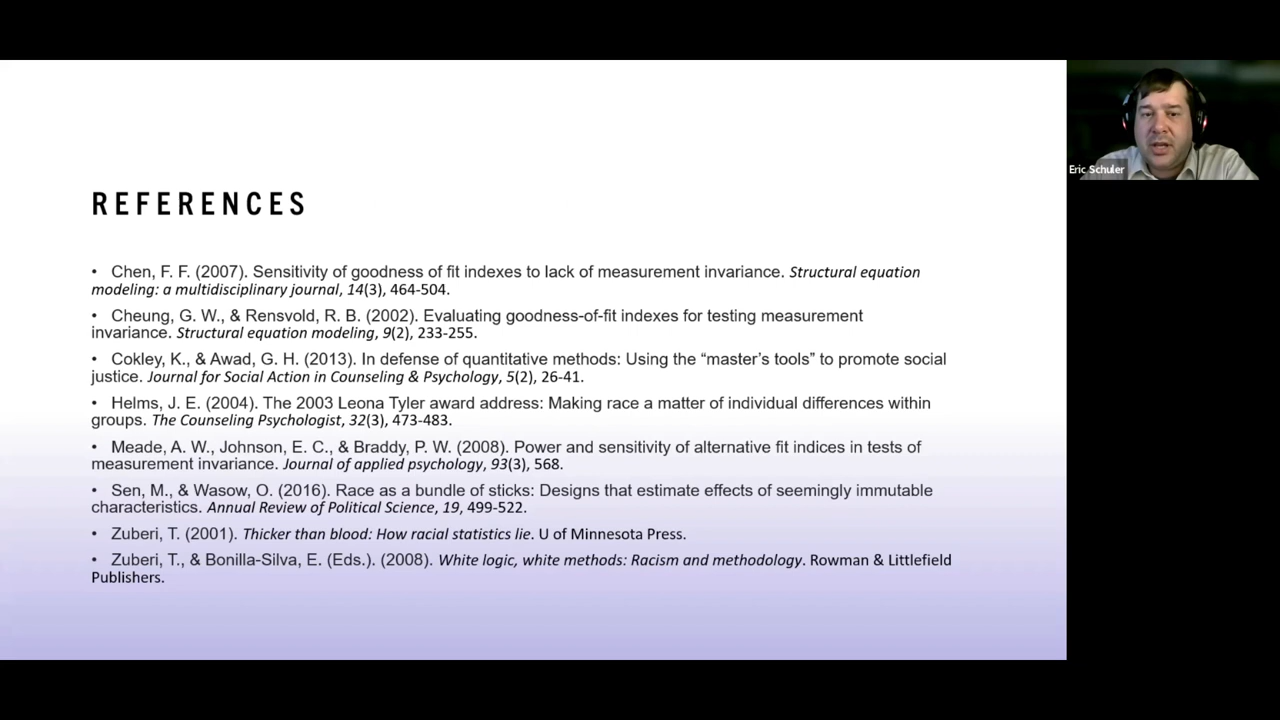 REFERENCES
• Chen, F. F. (2007). Sensitivity of goodness of fit indexes to lack of measurement invariance. Structural equation
modeling: a multidisciplinary journal, 14(3), 464-504.
• Cheung, G. W., & Rensvold, R. B. (2002). Evaluating goodness-of-fit indexes for testing measurement
invariance. Structural equation modeling, 9(2), 233-255.
• Cokley, K., & Awad, G. H. (2013). In defense of quantitative methods: Using the “master’s tools” to promote social
justice. Journal for Social Action in Counseling & Psychology, 5(2), 26-41.
• Helms, J. E. (2004). The 2003 Leona Tyler award address: Making race a matter of individual differences within
groups. The Counseling Psychologist, 32(3), 473-483.
• Meade, A. W., Johnson, E. C., & Braddy, P. W. (2008). Power and sensitivity of alternative fit indices in tests of
measurement invariance. Journal of applied psychology, 93(3), 568.
• Sen, M., & Wasow, O. (2016). Race as a bundle of sticks: Designs that estimate effects of seemingly immutable
characteristics. Annual Review of Political Science, 19, 499-522.
• Zuberi, T. (2001). Thicker than blood: How racial statistics lie. U of Minnesota Press.
• Zuberi, T., & Bonilla-Silva, E. (Eds.). (2008). White logic, white methods: Racism and methodology. Rowman & Littlefield
Publishers.
Eric Schuler